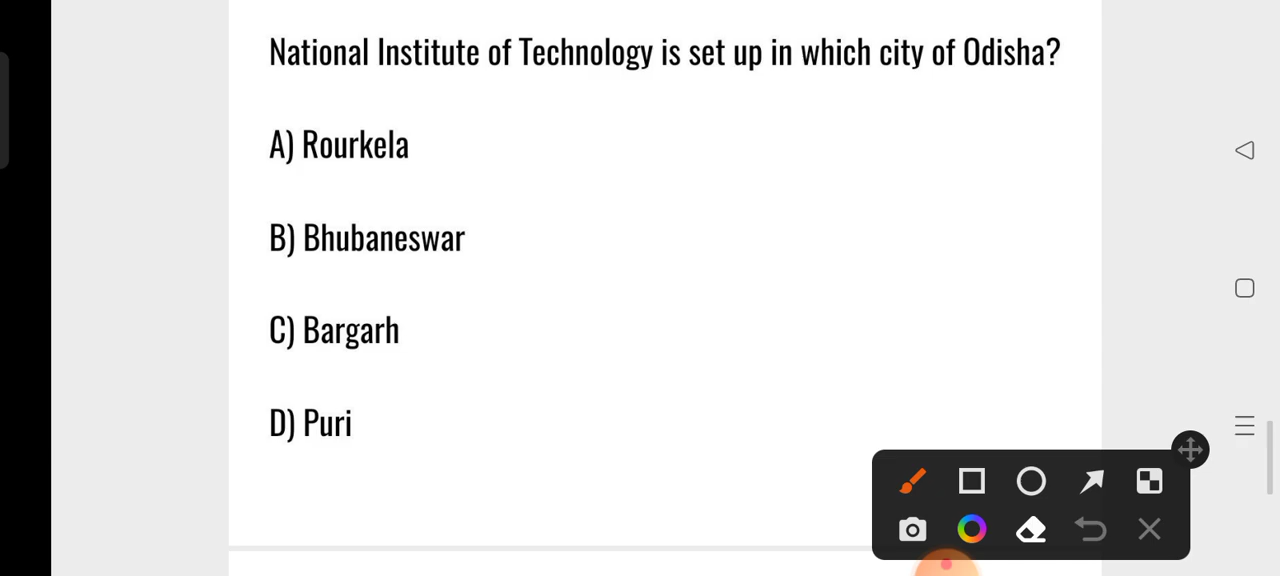 National Institute of Technology is set up in which city of Odisha?
A) Rourkela
B) Bhubaneswar
C) Bargarh
D) Puri